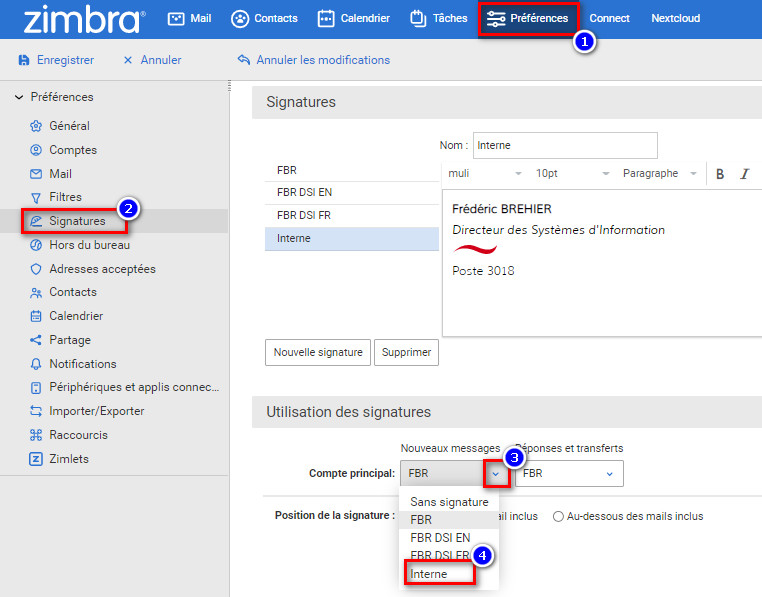 zimbra® Mail Contacts Calendrier Tâches Préférences Connect Nextcloud
1
Enregistrer Annuler Annuler les modifications
Préférences
Général
Comptes
Mail
Filtres
Signatures
2
Hors du bureau
Adresses acceptées
Contacts
Calendrier
Partage
Notifications
Périphériques et applis connec...
Importer/Exporter
Raccourcis
Zimlets
Signatures
Nom : Interne
FBR
FBR DSI EN
FBR DSI FR
Interne
muli 10pt Paragraphe B I
Frédéric BREHIER
Directeur des Systèmes d'Information
Poste 3018
Nouvelle signature Supprimer
Utilisation des signatures
Nouveaux messages Réponses et transferts
3
Compte principal: FBR FBR
Sans signature
FBR
FBR DSI EN
FBR DSI FR
4
Interne
Position de la signature : ail inclus Au-dessous des mails inclus